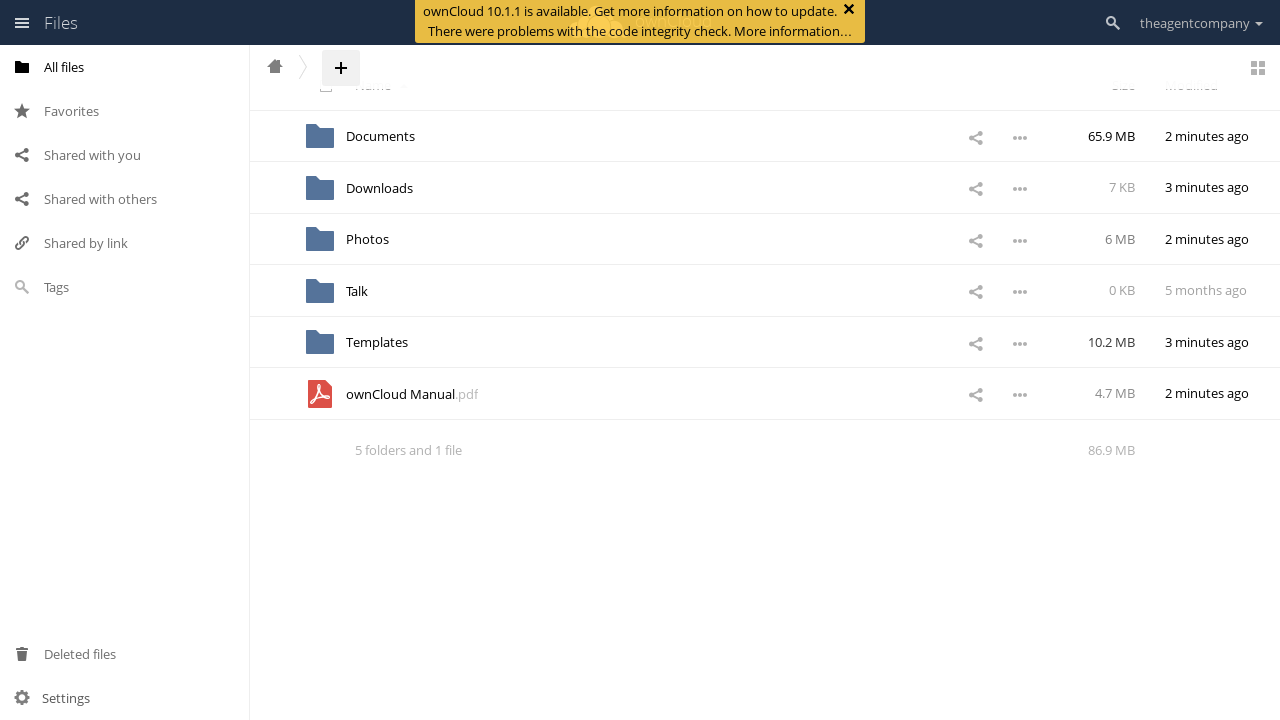 Files
ownCloud 10.1.1 is available. Get more information on how to update.
There were problems with the code integrity check. More information…
theagentcompany
All files
Favorites
Shared with you
Shared with others
Shared by link
Tags
Deleted files
Settings
Name Size Modified
Documents 65.9 MB 2 minutes ago
Downloads 7 KB 3 minutes ago
Photos 6 MB 2 minutes ago
Talk 0 KB 5 months ago
Templates 10.2 MB 3 minutes ago
ownCloud Manual.pdf 4.7 MB 2 minutes ago
5 folders and 1 file 86.9 MB